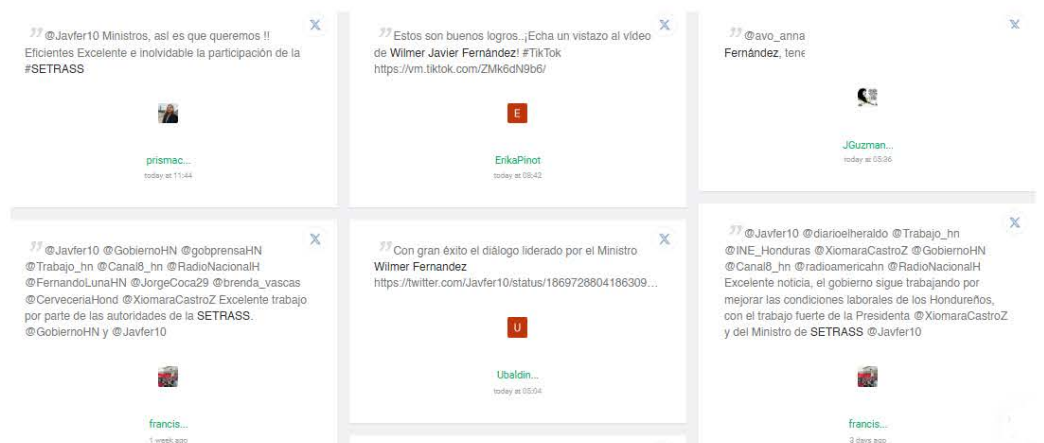 @Javfer10 Ministros, así es que queremos !!
Eficientes Excelente e inolvidable la participación de la
#SETRASS
prismac...
today at 11:44
@Javfer10 @GobiernoHN @gobprensaHN
@Trabajo_hn @Canal8_hn @RadioNacionalH
@FernandoLunaHN @JorgeCoca29 @brenda_vascas
@CerveceriaHond @XiomaraCastroZ Excelente trabajo
por parte de las autoridades de la SETRASS.
@GobiernoHN y @Javfer10
francis...
1 week ago
Estos son buenos logros..¡Echa un vistazo al vídeo
de Wilmer Javier Fernández! #TikTok
https://vm.tiktok.com/ZMk6dN9b6/
E
ErikaPinot
today at 08:42
Con gran éxito el diálogo liderado por el Ministro
Wilmer Fernandez
https://twitter.com/Javfer10/status/1869728804186309...
U
Ubaldin...
today at 05:04
@avo_anna
Fernández, tene
JGuzman...
today at 05:36
@Javfer10 @diarioelheraldo @Trabajo_hn
@INE_Honduras @XiomaraCastroZ @GobiernoHN
@Canal8_hn @radioamericahn @RadioNacionalH
Excelente noticia, el gobierno sigue trabajando por
mejorar las condiciones laborales de los Hondureños,
con el trabajo fuerte de la Presidenta @XiomaraCastroZ
y del Ministro de SETRASS @Javfer10
francis...
3 days ago